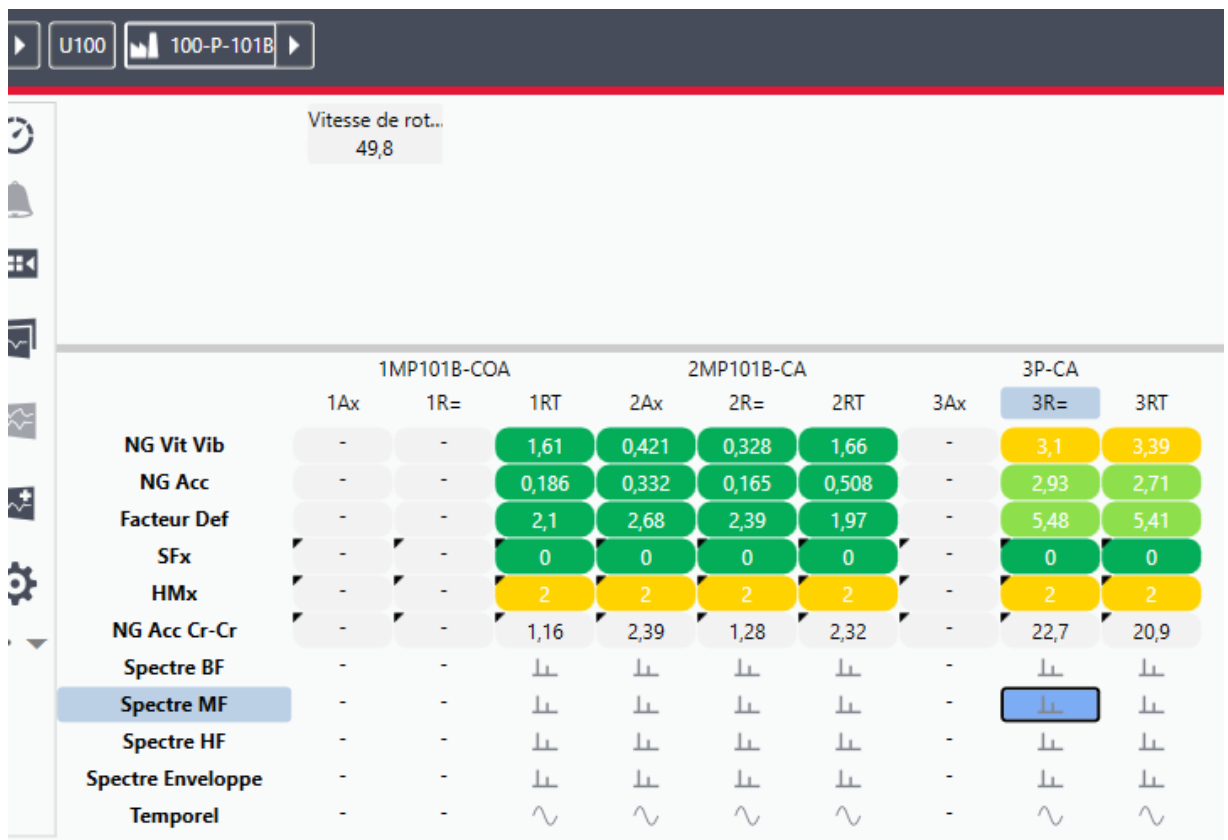 U100 100-P-101B
Vitesse de rot...
49,8
1MP101B-COA 2MP101B-CA 3P-CA
1Ax 1R= 1RT 2Ax 2R= 2RT 3Ax 3R= 3RT
NG Vit Vib - - 1,61 0,421 0,328 1,66 - 3,1 3,39
NG Acc - - 0,186 0,332 0,165 0,508 - 2,93 2,71
Facteur Def - - 2,1 2,68 2,39 1,97 - 5,48 5,41
SFx - - 0 0 0 0 - 0 0
HMx - - 2 2 2 2 - 2 2
NG Acc Cr-Cr - - 1,16 2,39 1,28 2,32 - 22,7 20,9
Spectre BF - - -
Spectre MF - - -
Spectre HF - - -
Spectre Enveloppe - - -
Temporel - - -